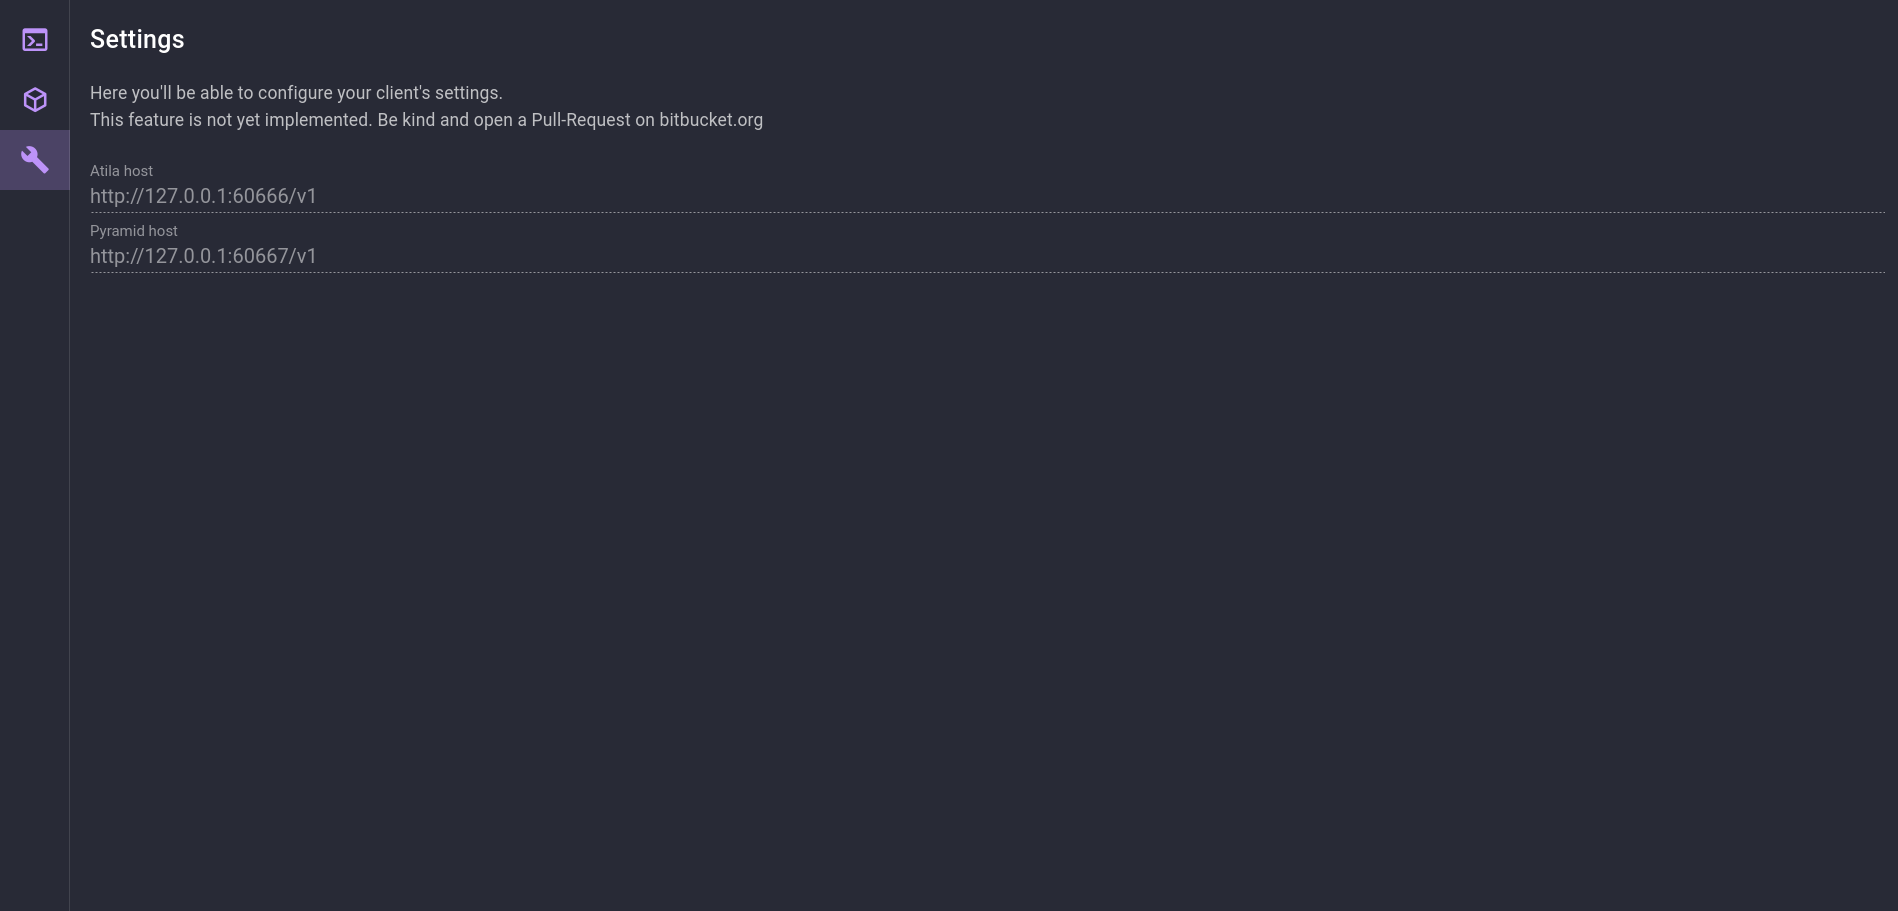 Settings
Here you'll be able to configure your client's settings.
This feature is not yet implemented. Be kind and open a Pull-Request on bitbucket.org
Atila host
http://127.0.0.1:60666/v1
Pyramid host
http://127.0.0.1:60667/v1